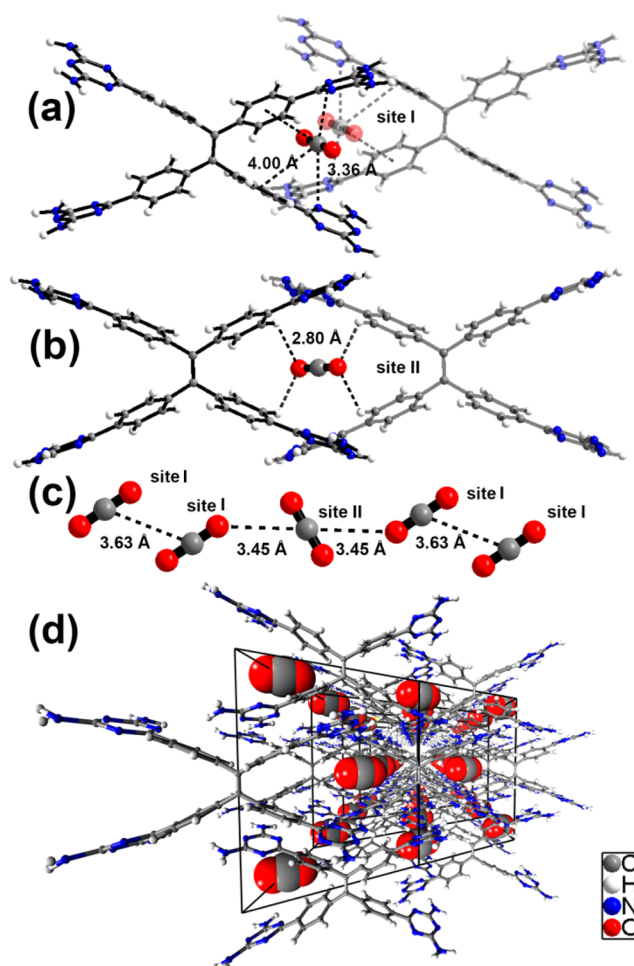 (a)
site I
4.00 Å
3.36 Å
(b)
2.80 Å
site II
(c)
site I
site I
site II
site I
site I
3.63 Å
3.45 Å
3.45 Å
3.63 Å
(d)
C
H
N
O